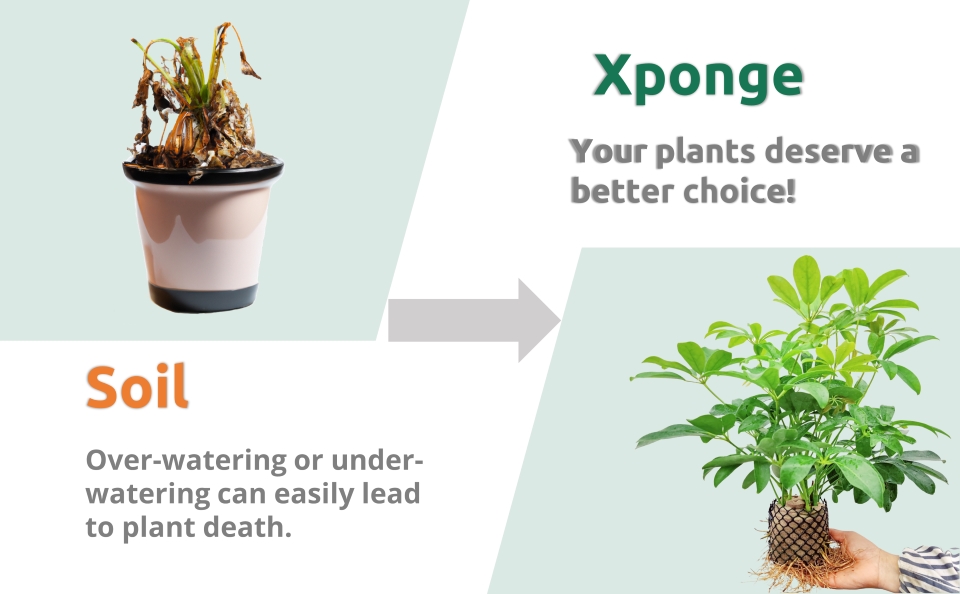 Xponge
Your plants deserve a
better choice!
Soil
Over-watering or under-
watering can easily lead
to plant death.